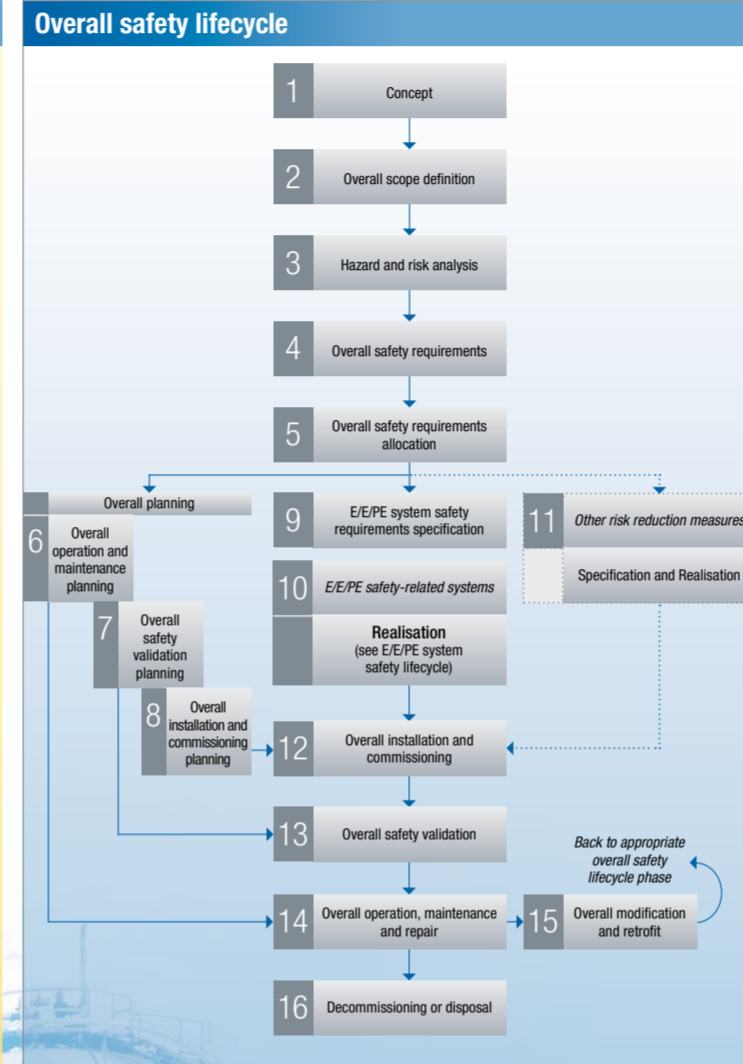 Overall safety lifecycle
1
Concept
2
Overall scope definition
3
Hazard and risk analysis
4
Overall safety requirements
5
Overall safety requirements
allocation
Overall planning
6
Overall
operation and
maintenance
planning
7
Overall
safety
validation
planning
8
Overall
installation and
commissioning
planning
9
E/E/PE system safety
requirements specification
10
E/E/PE safety-related systems
Realisation
(see E/E/PE system
safety lifecycle)
11
Other risk reduction measures
Specification and Realisation
12
Overall installation and
commissioning
13
Overall safety validation
14
Overall operation, maintenance
and repair
Back to appropriate
overall safety
lifecycle phase
15
Overall modification
and retrofit
16
Decommissioning or disposal